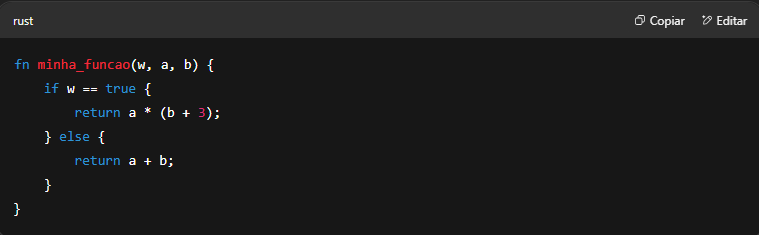 rust Copiar Editar
fn minha_funcao(w, a, b) {
    if w == true {
        return a * (b + 3);
    } else {
        return a + b;
    }
}